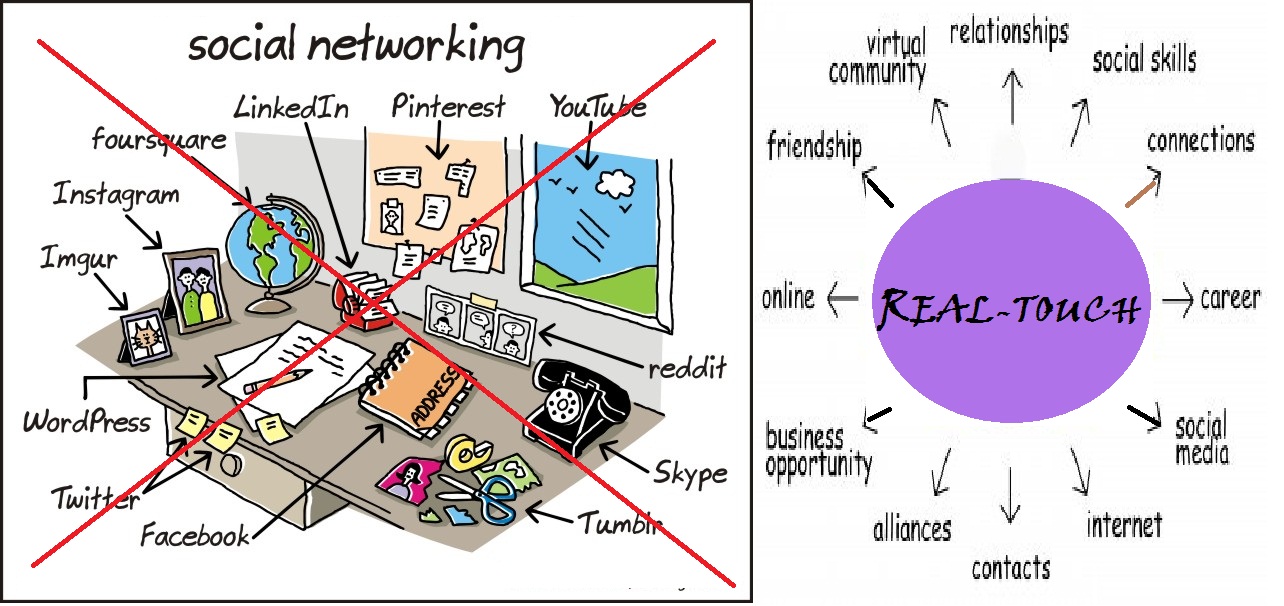 social networking
LinkedIn
Pinterest
YouTube
foursquare
Instagram
Imgur
reddit
WordPress
ADDRESS
Skype
Twitter
Facebook
Tumblr
relationships
virtual
community
social skills
friendship
connections
online
REAL-TOUCH
career
business
opportunity
social
media
alliances
internet
contacts